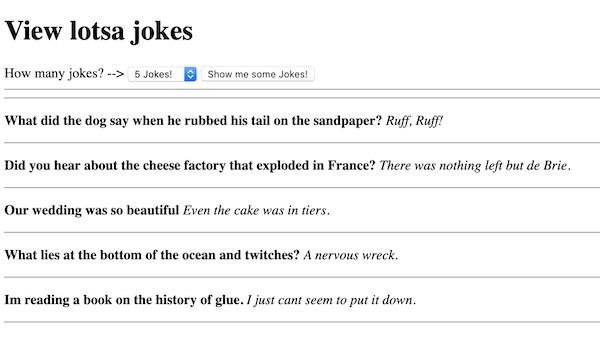 View lotsa jokes
How many jokes? --> 5 Jokes! Show me some Jokes!
What did the dog say when he rubbed his tail on the sandpaper? Ruff, Ruff!
Did you hear about the cheese factory that exploded in France? There was nothing left but de Brie.
Our wedding was so beautiful Even the cake was in tiers.
What lies at the bottom of the ocean and twitches? A nervous wreck.
Im reading a book on the history of glue. I just cant seem to put it down.